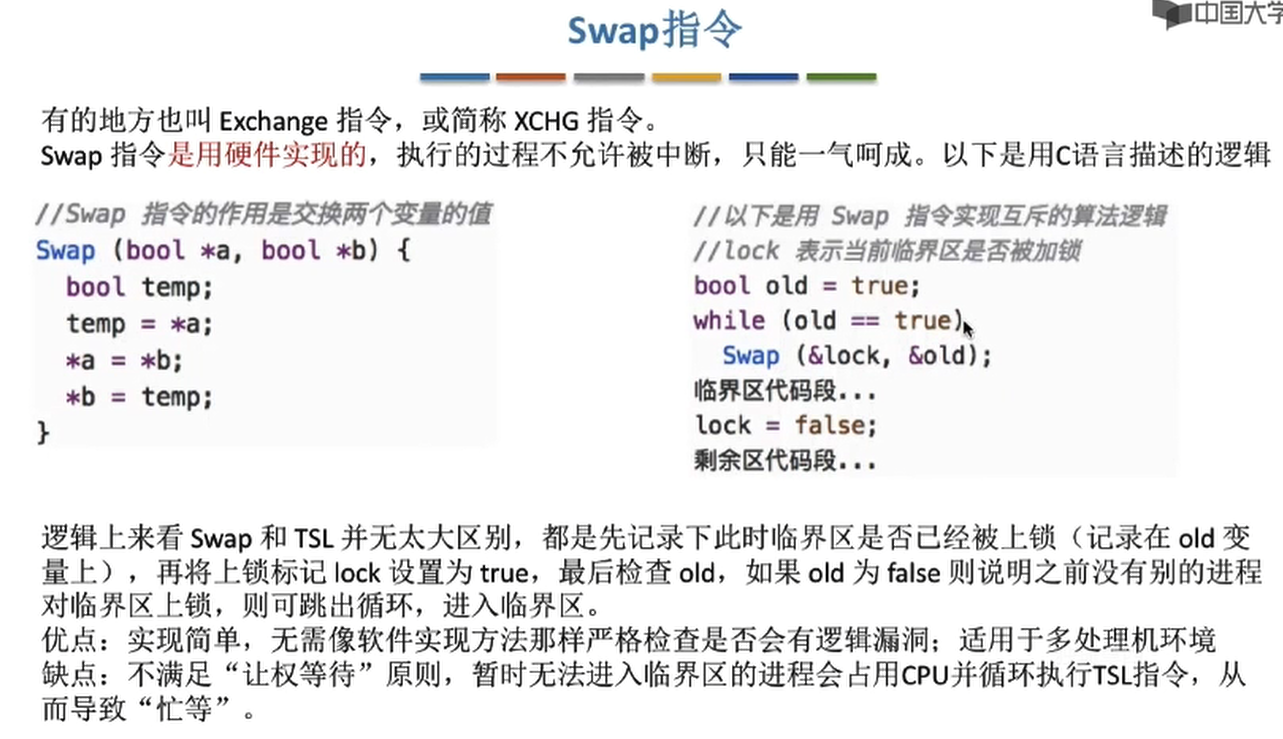 中国大学
Swap指令
有的地方也叫 Exchange 指令，或简称 XCHG 指令。
Swap 指令是用硬件实现的，执行的过程不允许被中断，只能一气呵成。以下是用C语言描述的逻辑
//Swap 指令的作用是交换两个变量的值
Swap (bool *a, bool *b) {
bool temp;
temp = *a;
*a = *b;
*b = temp;
}
//以下是用 Swap 指令实现互斥的算法逻辑
//lock 表示当前临界区是否被加锁
bool old = true;
while (old == true)
Swap (&lock, &old);
临界区代码段...
lock = false;
剩余区代码段...
逻辑上来看 Swap 和 TSL 并无太大区别，都是先记录下此时临界区是否已经被上锁（记录在 old 变
量上），再将上锁标记 lock 设置为 true，最后检查 old，如果 old 为 false 则说明之前没有别的进程
对临界区上锁，则可跳出循环，进入临界区。
优点：实现简单，无需像软件实现方法那样严格检查是否会有逻辑漏洞；适用于多处理机环境
缺点：不满足“让权等待”原则，暂时无法进入临界区的进程会占用CPU并循环执行TSL指令，从
而导致“忙等”。